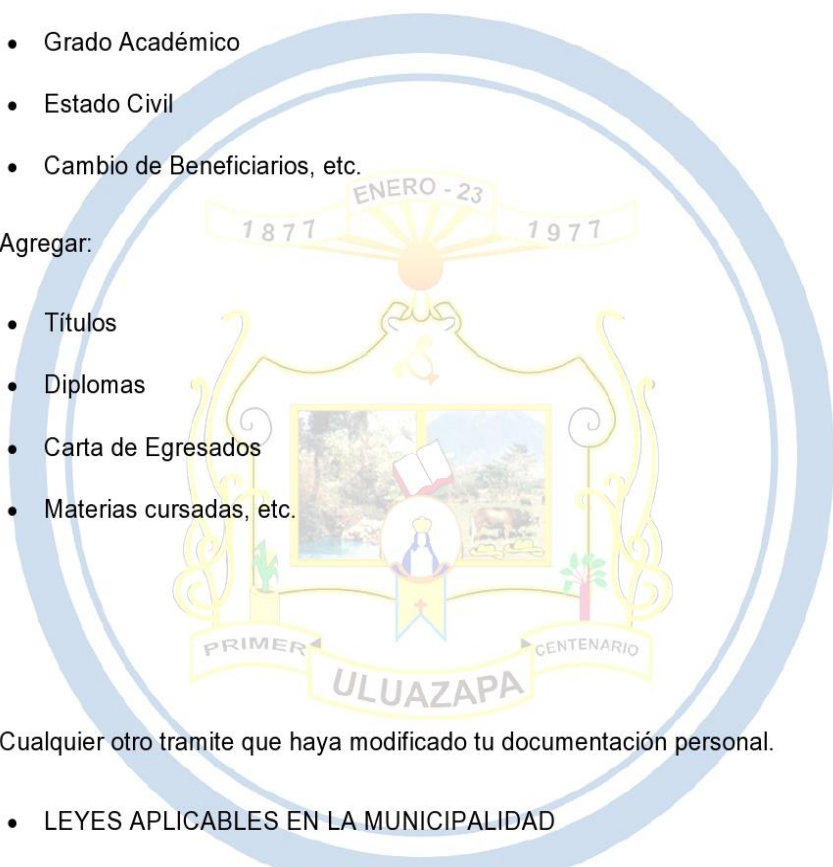 • Grado Académico
• Estado Civil
• Cambio de Beneficiarios, etc.
ENERO - 23
1877 1977
Agregar:
• Títulos
• Diplomas
• Carta de Egresados
• Materias cursadas, etc.
PRIMER CENTENARIO
ULUAZAPA
Cualquier otro tramite que haya modificado tu documentación personal.
• LEYES APLICABLES EN LA MUNICIPALIDAD